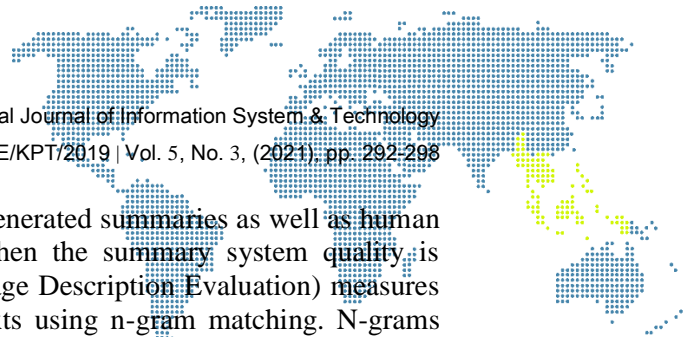 al Journal of Information System & Technology
E/KPT/2019 | Vol. 5, No. 3, (2021), pp. 292-298
enerated summaries as well as human
hen the summary system quality is
ge Description Evaluation) measures
its using n-gram matching. N-grams